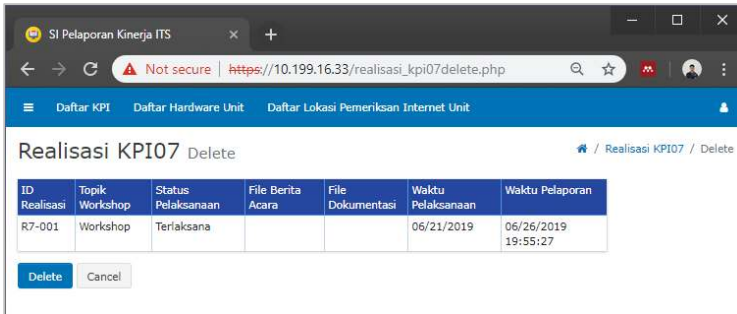 SI Pelaporan Kinerja ITS
Not secure | https://10.199.16.33/realisasi_kpi07delete.php
Daftar KPI Daftar Hardware Unit Daftar Lokasi Pemeriksan Internet Unit
Realisasi KPI07 Delete
/ Realisasi KPI07 / Delete
ID Topik Status File Berita File Waktu Waktu Pelaporan
Realisasi Workshop Pelaksanaan Acara Dokumentasi Pelaksanaan
R7-001 Workshop Terlaksana 06/21/2019 06/26/2019
19:55:27
Delete Cancel